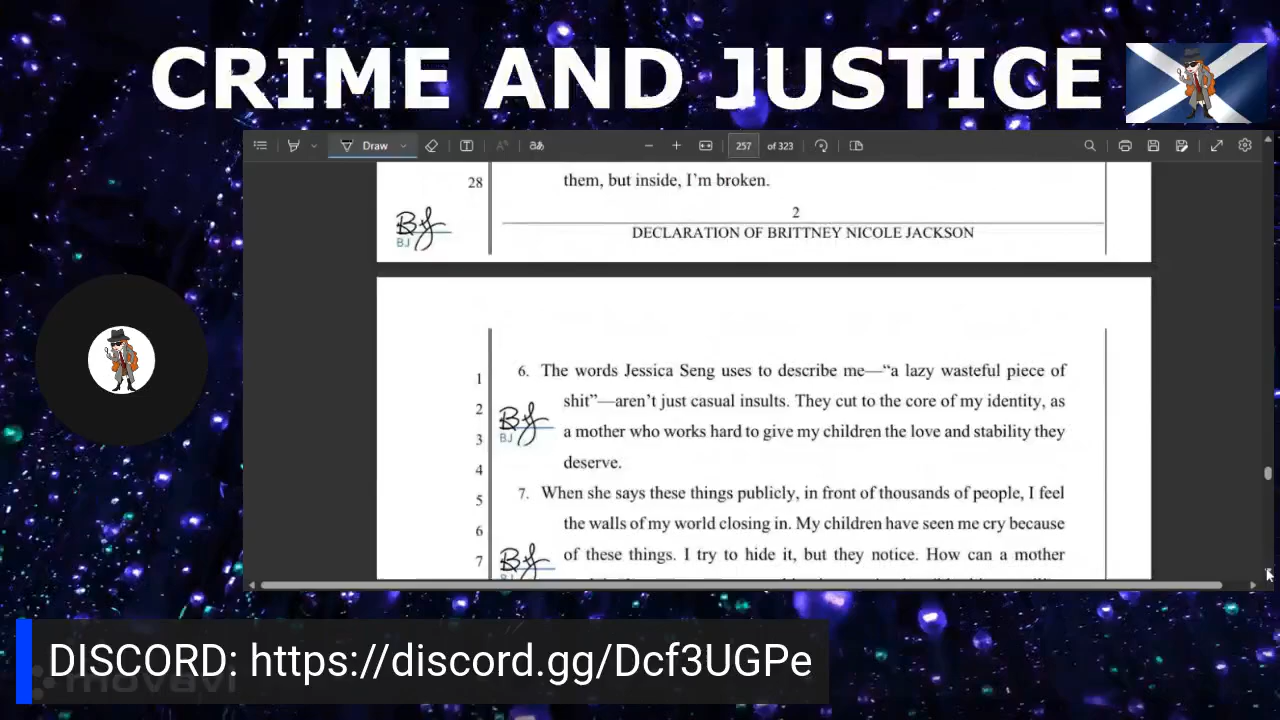 CRIME AND JUSTICE
Draw
257 of 323
28 them, but inside, I'm broken.
BJ
2
DECLARATION OF BRITTNEY NICOLE JACKSON
1 6. The words Jessica Seng uses to describe me—“a lazy wasteful piece of
2 shit”—aren't just casual insults. They cut to the core of my identity, as
BJ
3 a mother who works hard to give my children the love and stability they
4 deserve.
5 7. When she says these things publicly, in front of thousands of people, I feel
6 the walls of my world closing in. My children have seen me cry because
7 of these things. I try to hide it, but they notice. How can a mother
DISCORD: https://discord.gg/Dcf3UGPe
movavi